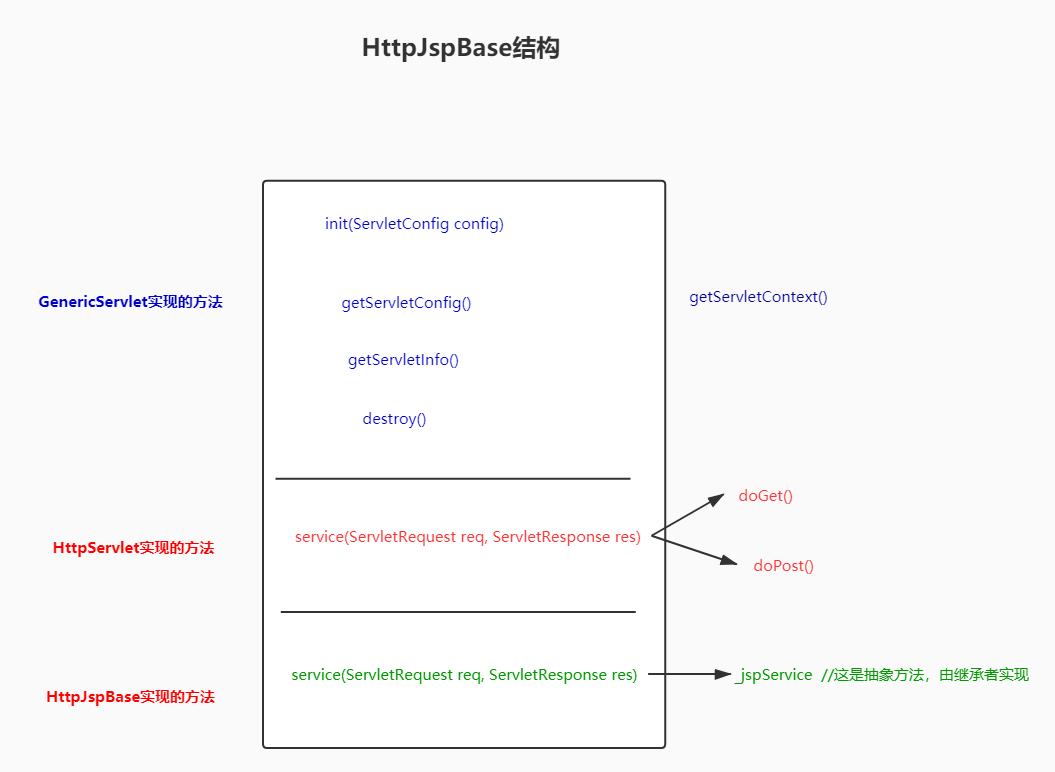 HttpJspBase结构
init(ServletConfig config)
GenericServlet实现的方法
getServletConfig()
getServletContext()
getServletInfo()
destroy()
doGet()
HttpServlet实现的方法
service(ServletRequest req, ServletResponse res)
doPost()
service(ServletRequest req, ServletResponse res)
_jspService //这是抽象方法，由继承者实现
HttpJspBase实现的方法